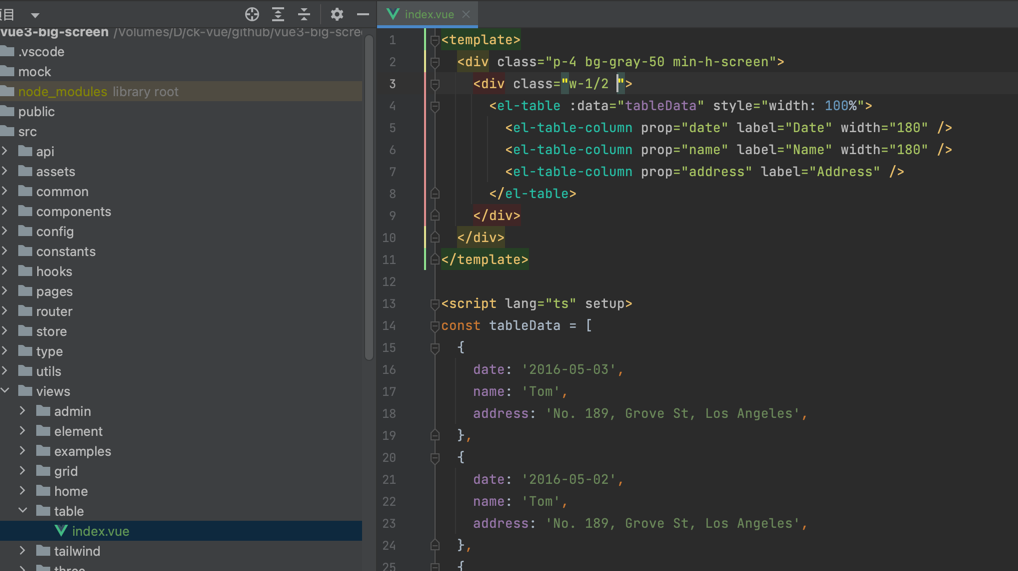 项目
index.vue
vue3-big-screen /Volumes/D/ck-vue/github/vue3-big-scre
.vscode
mock
node_modules library root
public
src
api
assets
common
components
config
constants
hooks
pages
router
store
type
utils
views
admin
element
examples
grid
home
table
index.vue
tailwind
three
1 <template>
2 <div class="p-4 bg-gray-50 min-h-screen">
3 <div class="w-1/2 ">
4 <el-table :data="tableData" style="width: 100%">
5 <el-table-column prop="date" label="Date" width="180" />
6 <el-table-column prop="name" label="Name" width="180" />
7 <el-table-column prop="address" label="Address" />
8 </el-table>
9 </div>
10 </div>
11 </template>
12
13 <script lang="ts" setup>
14 const tableData = [
15 {
16 date: '2016-05-03',
17 name: 'Tom',
18 address: 'No. 189, Grove St, Los Angeles',
19 },
20 {
21 date: '2016-05-02',
22 name: 'Tom',
23 address: 'No. 189, Grove St, Los Angeles',
24 },
25 {